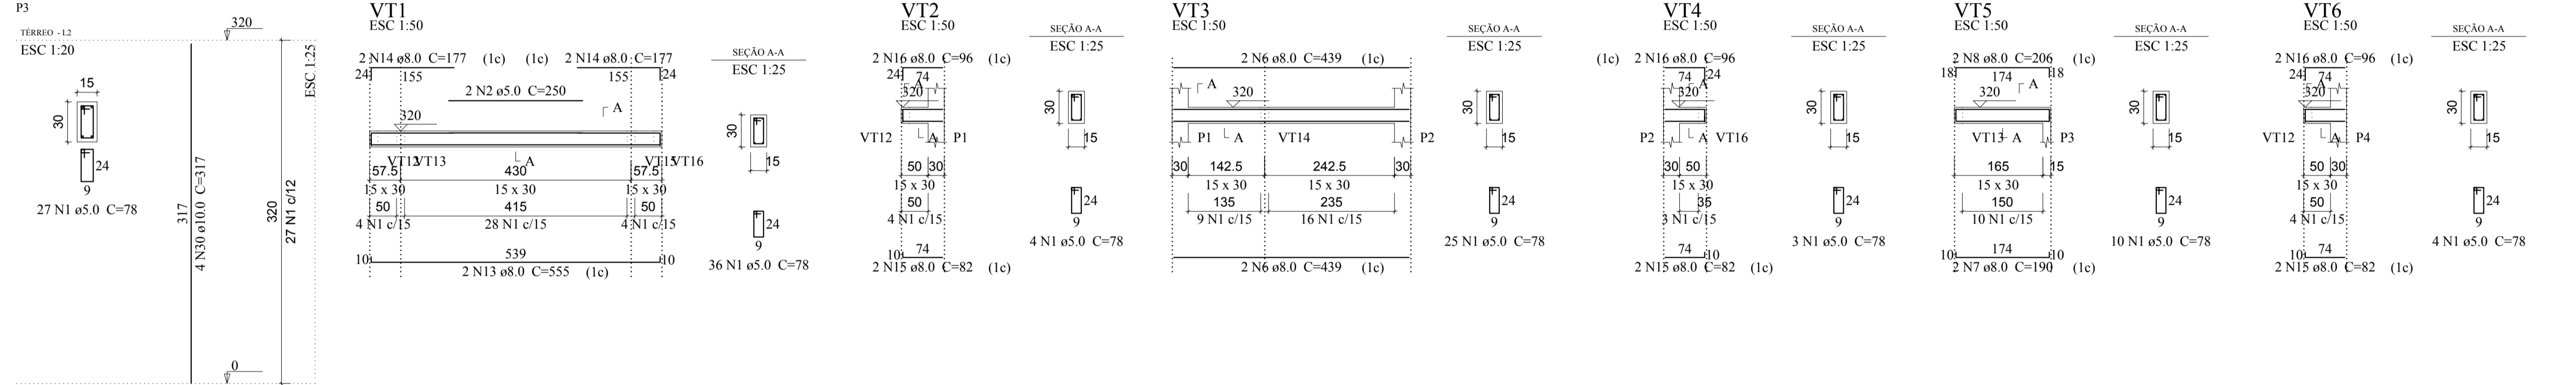 P3
TÉRREO - L2
ESC 1:20
15
30
24
9
27 N1 ø5.0 C=78
317
4 N30 ø10.0 C=317
320
0
320
27 N1 c/12
ESC 1:25
VT1
ESC 1:50
2 N14 ø8.0 C=177 (1c) (1c) 2 N14 ø8.0 C=177
24 155 155 24
2 N2 ø5.0 C=250
A
320
VT12 VT13 A VT15 VT16
57.5 430 57.5
15 x 30 15 x 30 15 x 30
50 415 50
4 N1 c/15 28 N1 c/15 4 N1 c/15
539
10 10
2 N13 ø8.0 C=555 (1c)
SEÇÃO A-A
ESC 1:25
30
15
24
9
36 N1 ø5.0 C=78
VT2
ESC 1:50
2 N16 ø8.0 C=96 (1c)
24 74
A
320
VT12 A P1
50 30
15 x 30
50
4 N1 c/15
10 74
2 N15 ø8.0 C=82 (1c)
SEÇÃO A-A
ESC 1:25
30
15
24
9
4 N1 ø5.0 C=78
VT3
ESC 1:50
2 N6 ø8.0 C=439 (1c)
A
320
P1 A VT14 P2
30 142.5 242.5 30
15 x 30 15 x 30
135 235
9 N1 c/15 16 N1 c/15
2 N6 ø8.0 C=439 (1c)
SEÇÃO A-A
ESC 1:25
30
15
24
9
25 N1 ø5.0 C=78
VT4
ESC 1:50
(1c) 2 N16 ø8.0 C=96
74 24
A
320
P2 A VT16
30 50
15 x 30
35
3 N1 c/15
74 10
2 N15 ø8.0 C=82 (1c)
SEÇÃO A-A
ESC 1:25
30
15
24
9
3 N1 ø5.0 C=78
VT5
ESC 1:50
2 N8 ø8.0 C=206 (1c)
18 174 18
A
320
VT13 A P3
165 15
15 x 30
150
10 N1 c/15
10 174 10
2 N7 ø8.0 C=190 (1c)
SEÇÃO A-A
ESC 1:25
30
15
24
9
10 N1 ø5.0 C=78
VT6
ESC 1:50
2 N16 ø8.0 C=96 (1c)
24 74
A
320
VT12 A P4
50 30
15 x 30
50
4 N1 c/15
10 74
2 N15 ø8.0 C=82 (1c)
SEÇÃO A-A
ESC 1:25
30
15
24
9
4 N1 ø5.0 C=78